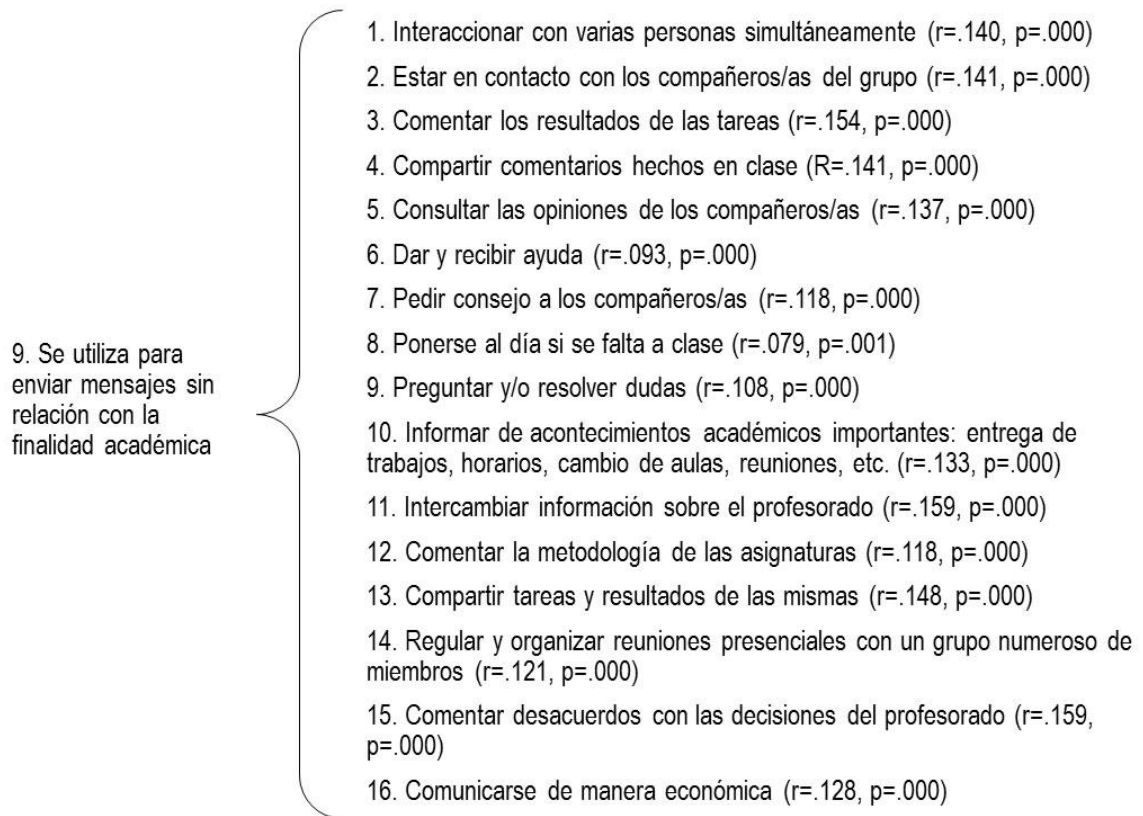 9. Se utiliza para
enviar mensajes sin
relación con la
finalidad académica
1. Interaccionar con varias personas simultáneamente (r=.140, p=.000)
2. Estar en contacto con los compañeros/as del grupo (r=.141, p=.000)
3. Comentar los resultados de las tareas (r=.154, p=.000)
4. Compartir comentarios hechos en clase (R=.141, p=.000)
5. Consultar las opiniones de los compañeros/as (r=.137, p=.000)
6. Dar y recibir ayuda (r=.093, p=.000)
7. Pedir consejo a los compañeros/as (r=.118, p=.000)
8. Ponerse al día si se falta a clase (r=.079, p=.001)
9. Preguntar y/o resolver dudas (r=.108, p=.000)
10. Informar de acontecimientos académicos importantes: entrega de
trabajos, horarios, cambio de aulas, reuniones, etc. (r=.133, p=.000)
11. Intercambiar información sobre el profesorado (r=.159, p=.000)
12. Comentar la metodología de las asignaturas (r=.118, p=.000)
13. Compartir tareas y resultados de las mismas (r=.148, p=.000)
14. Regular y organizar reuniones presenciales con un grupo numeroso de
miembros (r=.121, p=.000)
15. Comentar desacuerdos con las decisiones del profesorado (r=.159,
p=.000)
16. Comunicarse de manera económica (r=.128, p=.000)